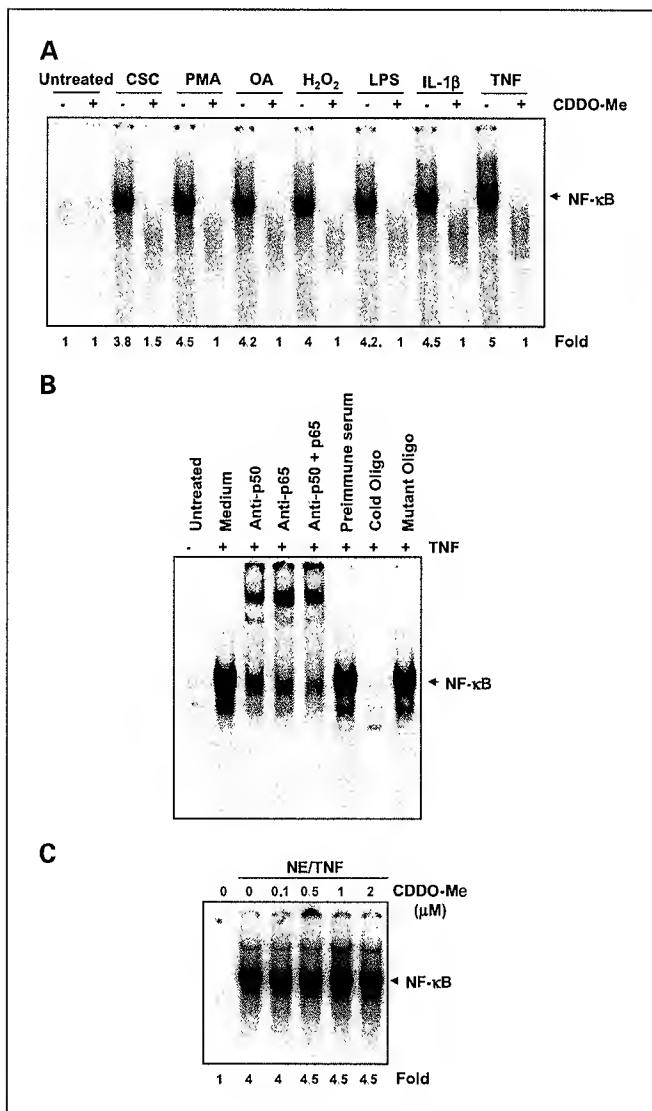 A
Untreated CSC PMA OA H₂O₂ LPS IL-1β TNF
- + - + - + - + - + - + - + - + CDDO-Me
NF-κB
1 1 3.8 1.5 4.5 1 4.2 1 4 1 4.2. 1 4.5 1 5 1 Fold
B
Untreated
Medium
Anti-p50
Anti-p65
Anti-p50 + p65
Preimmune serum
Cold Oligo
Mutant Oligo
- + + + + + + + TNF
NF-κB
C
NE/TNF
0 0 0.1 0.5 1 2 CDDO-Me
(μM)
NF-κB
1 4 4 4.5 4.5 4.5 Fold